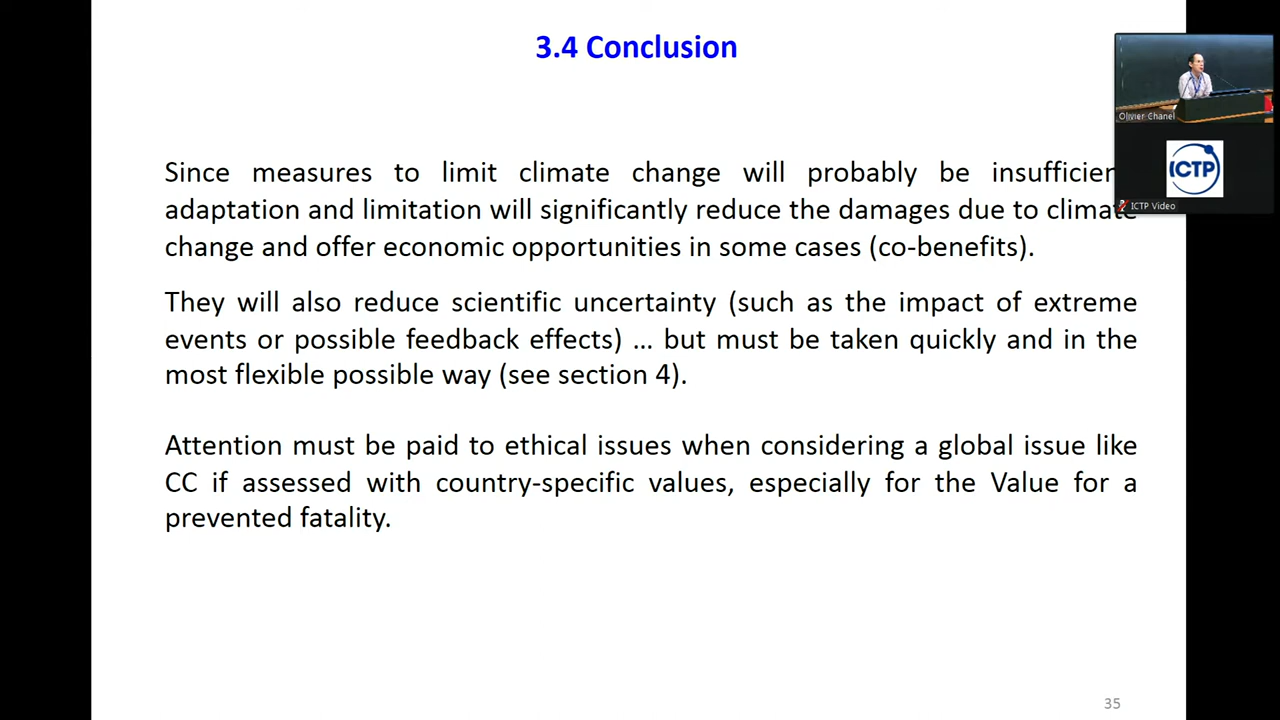 3.4 Conclusion
Since measures to limit climate change will probably be
adaptation and limitation will significantly reduce the damages due to climate
change and offer economic opportunities in some cases (co-benefits).
They will also reduce scientific uncertainty (such as the impact of extreme
events or possible feedback effects) … but must be taken quickly and in the
most flexible possible way (see section 4).
Attention must be paid to ethical issues when considering a global issue like
CC if assessed with country-specific values, especially for the Value for a
prevented fatality.
35
Olivier Chanel
ICTP
ICTP Video